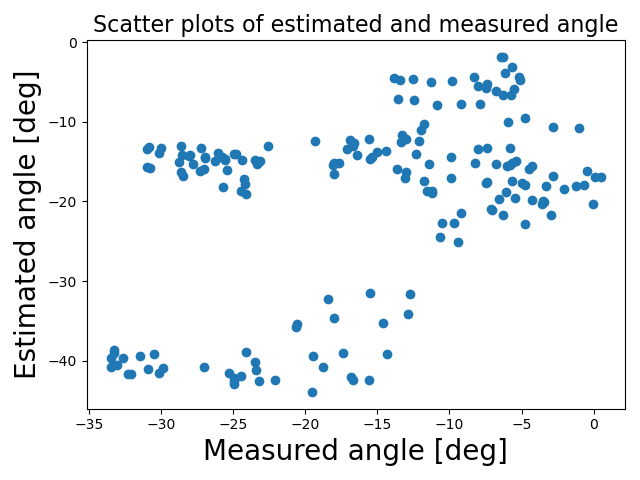 Scatter plots of estimated and measured angle
0
−10
−20
−30
−40
Estimated angle [deg]
−35 −30 −25 −20 −15 −10 −5 0
Measured angle [deg]